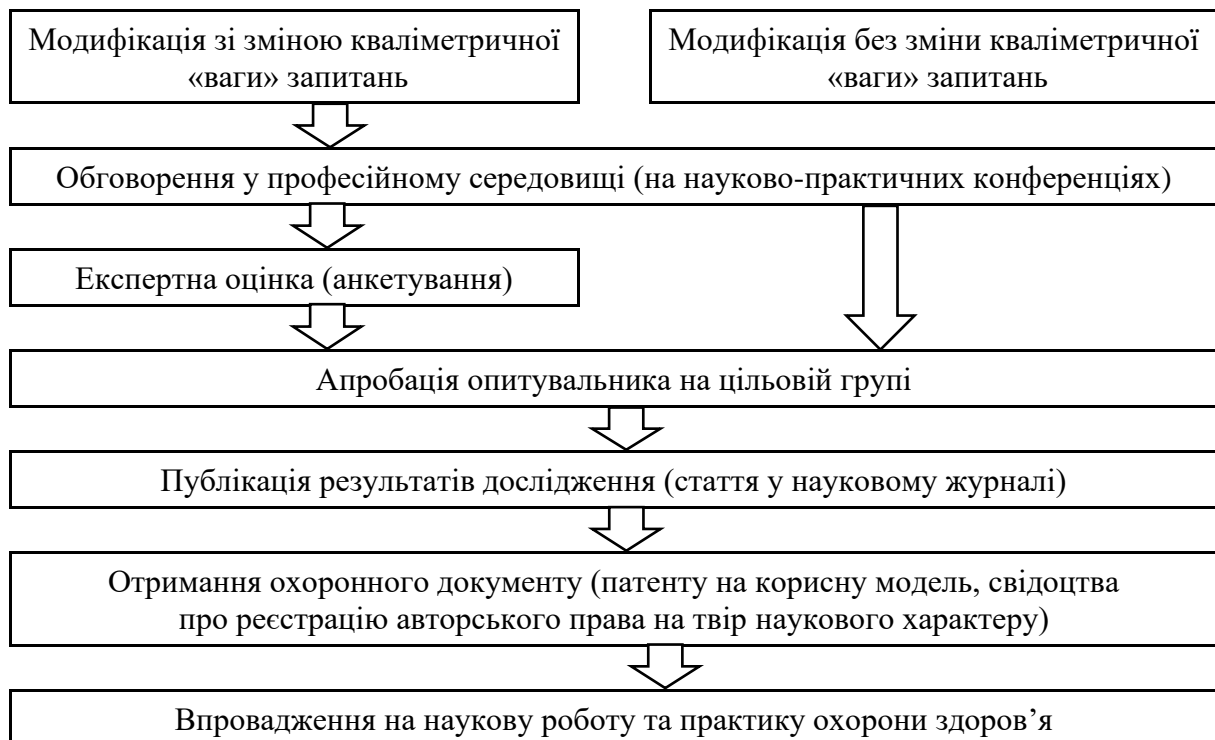 Модифікація зі зміною кваліметричної
«ваги» запитань
Модифікація без зміни кваліметричної
«ваги» запитань
Обговорення у професійному середовищі (на науково-практичних конференціях)
Експертна оцінка (анкетування)
Апробація опитувальника на цільовій групі
Публікація результатів дослідження (стаття у науковому журналі)
Отримання охоронного документу (патенту на корисну модель, свідоцтва
про реєстрацію авторського права на твір наукового характеру)
Впровадження на наукову роботу та практику охорони здоров’я